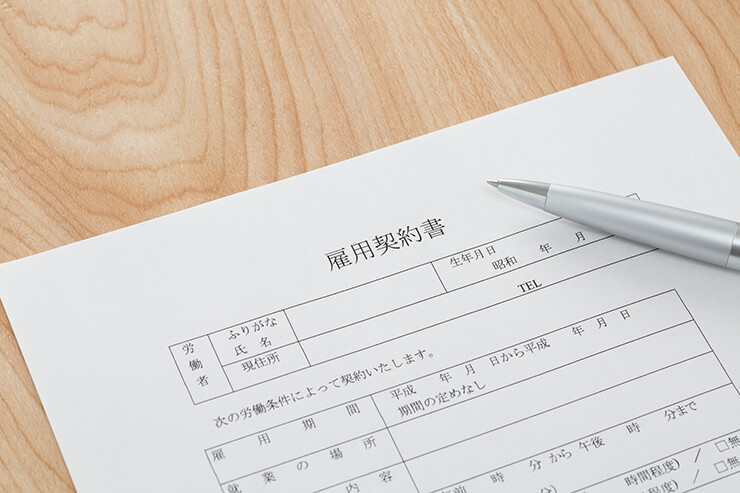 雇用契約書
生年月日
昭和 年 月
労働者
ふりがな
氏名
現住所
TEL
次の労働条件によって契約いたします。
雇用期間
平成 年 月 日から平成 年 月 日
期間の定めなし
就業の場所
内容
午前 時 分 から 午後 時 分まで
時間程度) / □無
程度) / □無